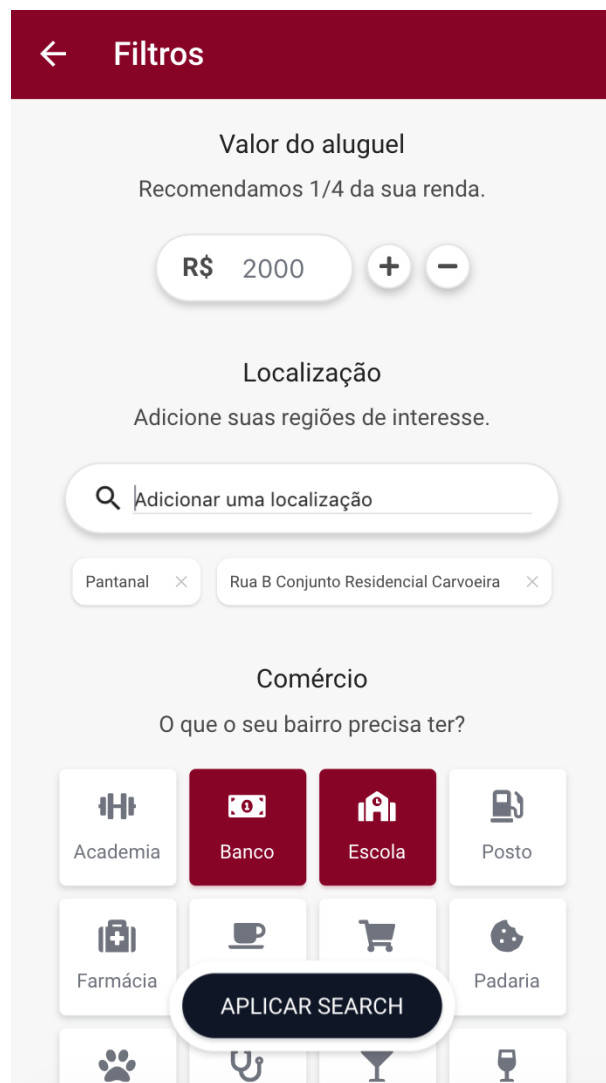 Filtros
Valor do aluguel
Recomendamos 1/4 da sua renda.
R$ 2000 + −
Localização
Adicione suas regiões de interesse.
Adicionar uma localização
Pantanal × Rua B Conjunto Residencial Carvoeira ×
Comércio
O que o seu bairro precisa ter?
Academia Banco Escola Posto
Farmácia Padaria
APLICAR SEARCH